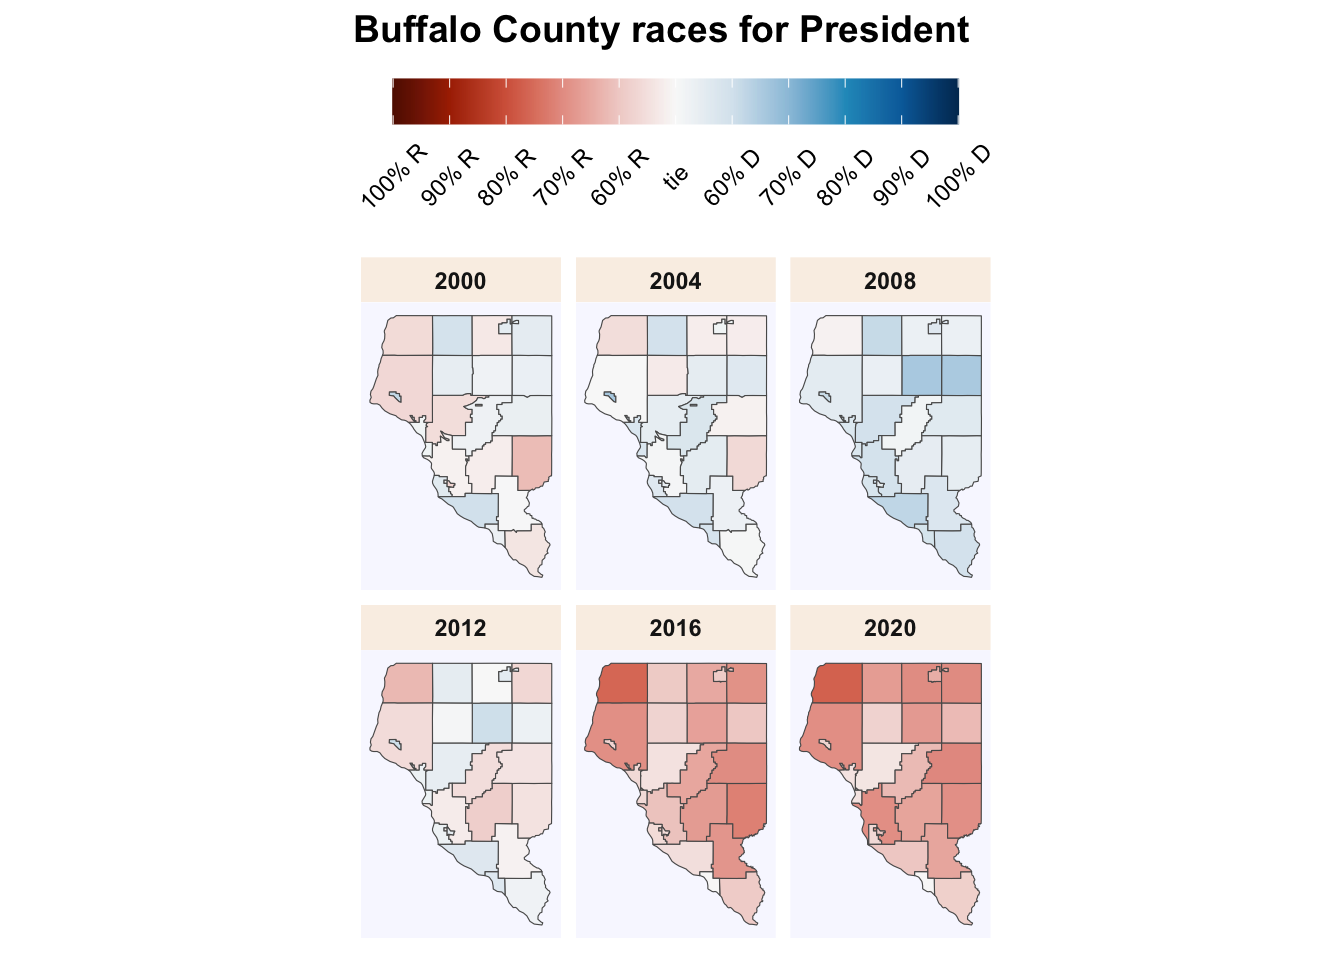 Buffalo County races for President
100% R 90% R 80% R 70% R 60% R tie 60% D 70% D 80% D 90% D 100% D
2000 2004 2008
2012 2016 2020